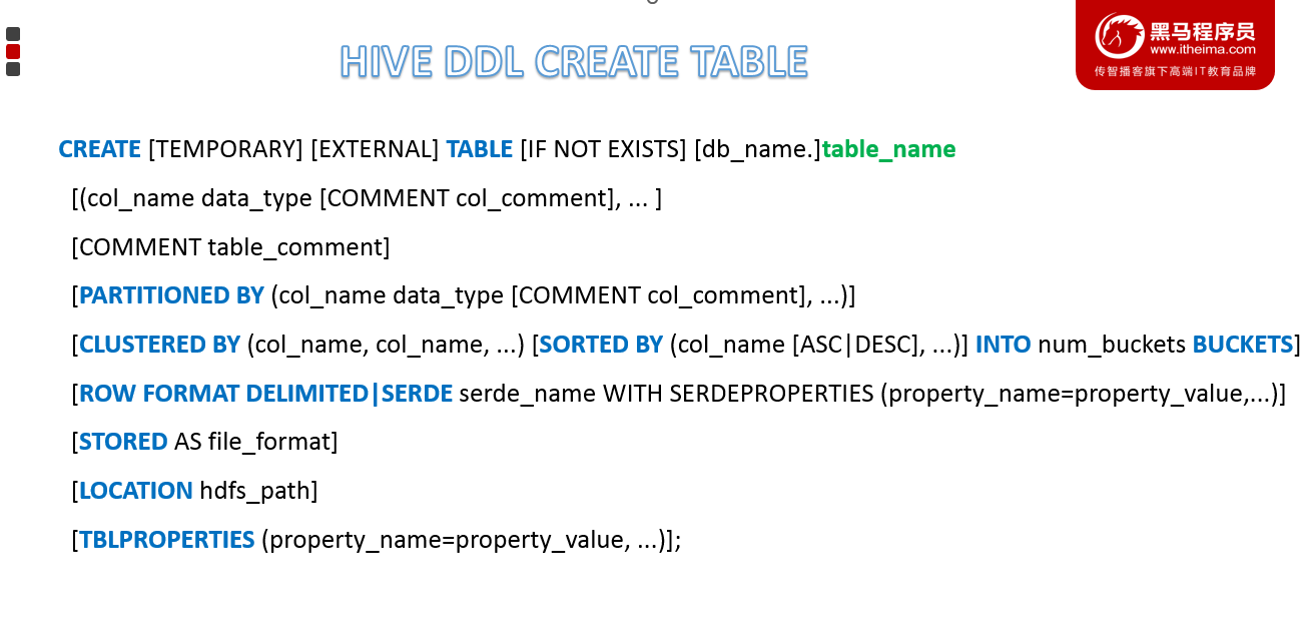 HIVE DDL CREATE TABLE
黑马程序员
www.itheima.com
传智播客旗下高端IT教育品牌
CREATE [TEMPORARY] [EXTERNAL] TABLE [IF NOT EXISTS] [db_name.]table_name
[(col_name data_type [COMMENT col_comment], ... ]
[COMMENT table_comment]
[PARTITIONED BY (col_name data_type [COMMENT col_comment], ...)]
[CLUSTERED BY (col_name, col_name, ...) [SORTED BY (col_name [ASC|DESC], ...)] INTO num_buckets BUCKETS]
[ROW FORMAT DELIMITED|SERDE serde_name WITH SERDEPROPERTIES (property_name=property_value,...)]
[STORED AS file_format]
[LOCATION hdfs_path]
[TBLPROPERTIES (property_name=property_value, ...)];